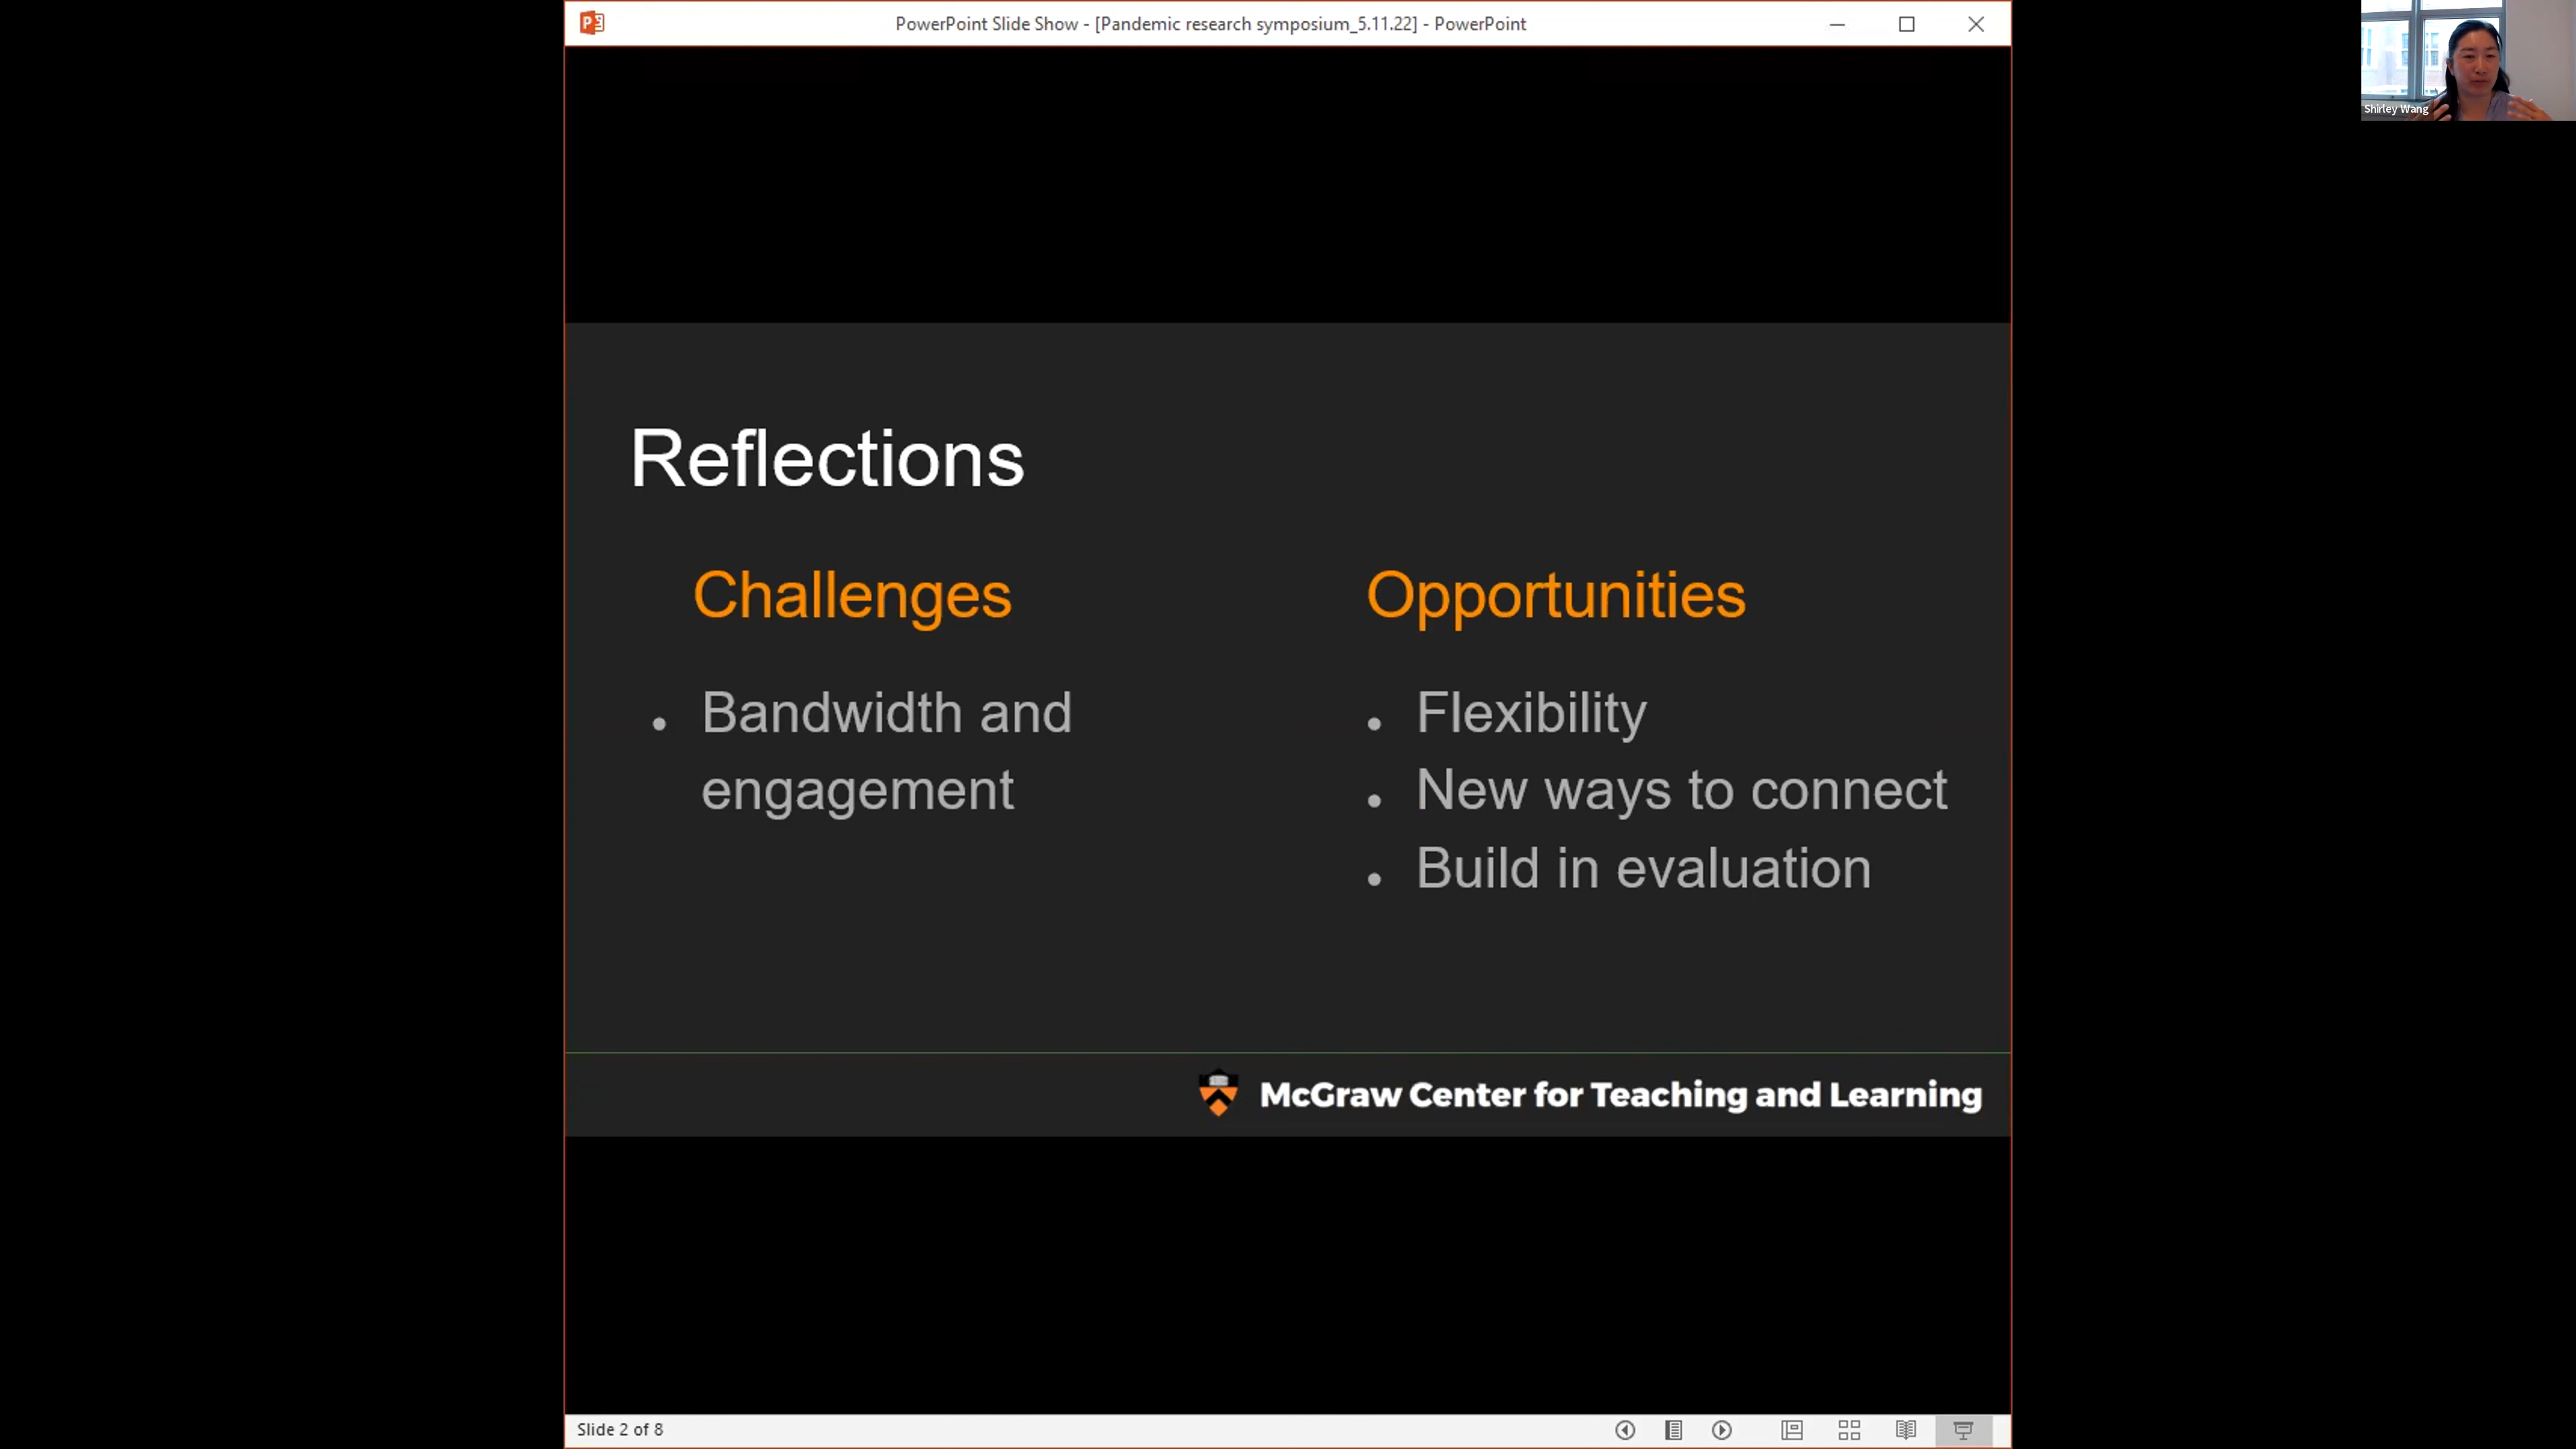 PowerPoint Slide Show - [Pandemic research symposium_5.11.22] - PowerPoint
Shirley Wang
Reflections
Challenges
• Bandwidth and
engagement
Opportunities
• Flexibility
• New ways to connect
• Build in evaluation
McGraw Center for Teaching and Learning
Slide 2 of 8